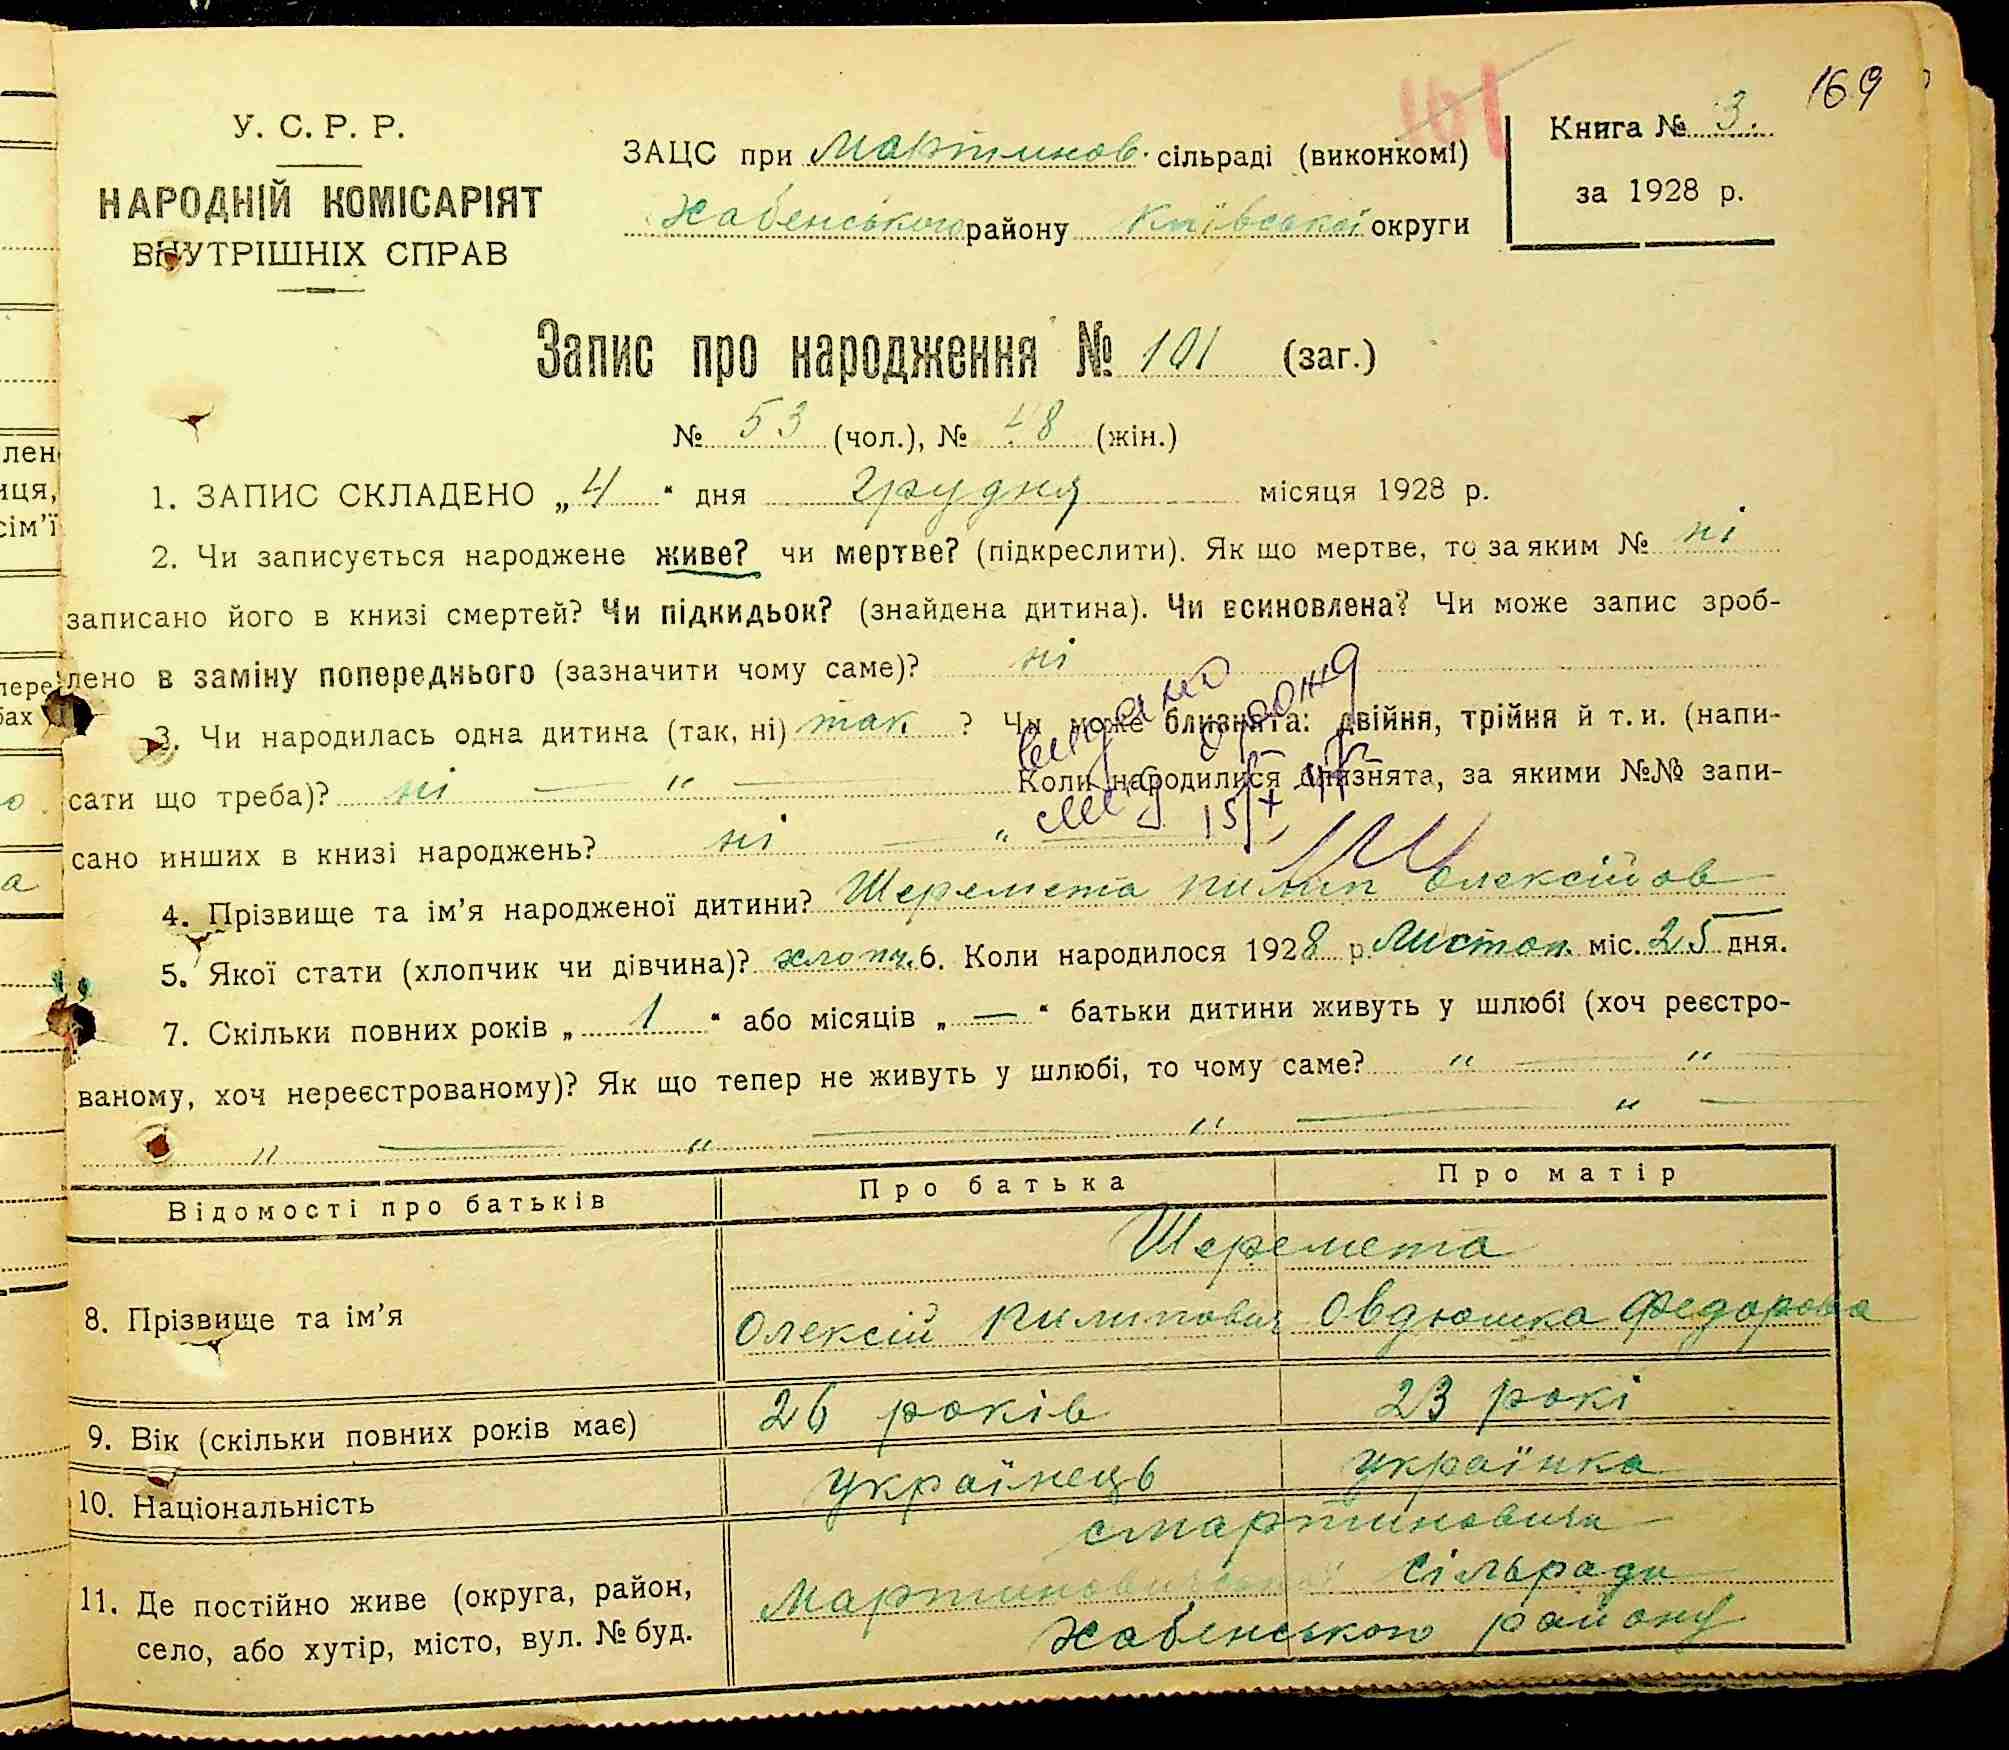 169
161
У. С. Р. Р.
НАРОДНІЙ КОМІСАРІЯТ
ВНУТРІШНІХ СПРАВ
ЗАЦС при Мартинов. сільраді (виконкомі)
Хабенського району Київської округи
Книга № 3.
за 1928 р.
Запис про народження № 101 (заг.)
№ 53 (чол.), № 48 (жін.)
1. ЗАПИС СКЛАДЕНО „4“ дня грудня місяця 1928 р.
2. Чи записується народжене живе? чи мертве? (підкреслити). Як що мертве, то за яким № ні
записано його в книзі смертей? Чи підкидьок? (знайдена дитина). Чи всиновлена? Чи може запис зроб-
лено в заміну попереднього (зазначити чому саме)? ні
3. Чи народилась одна дитина (так, ні) так ? Чи може близнята: двійня, трійня й т. и. (напи-
сати що треба)? ні — „ — Коли народилися близнята, за якими №№ запи-
сано инших в книзі народжень? ні — „ —
4. Прізвище та ім’я народженої дитини? Шеремета Пилип Олексійов
5. Якої стати (хлопчик чи дівчина)? хлопч. 6. Коли народилося 1928 р. Листоп. міс. 25 дня.
7. Скільки повних років „ 1 “ або місяців „ — “ батьки дитини живуть у шлюбі (хоч реєстро-
ваному, хоч нереєстрованому)? Як що тепер не живуть у шлюбі, то чому саме? „ — „ —
„ — „ — „ — „ —
Відомості про батьків Про батька Про матір
Шеремета
8. Прізвище та ім’я Олексій Пилипович Овдюшка Федорова
9. Вік (скільки повних років має) 26 років 23 рокі
10. Національність українець українка
с Мартиновичи
11. Де постійно живе (округа, район, Мартиновичської сільради
село, або хутір, місто, вул. № буд. Хабенського району